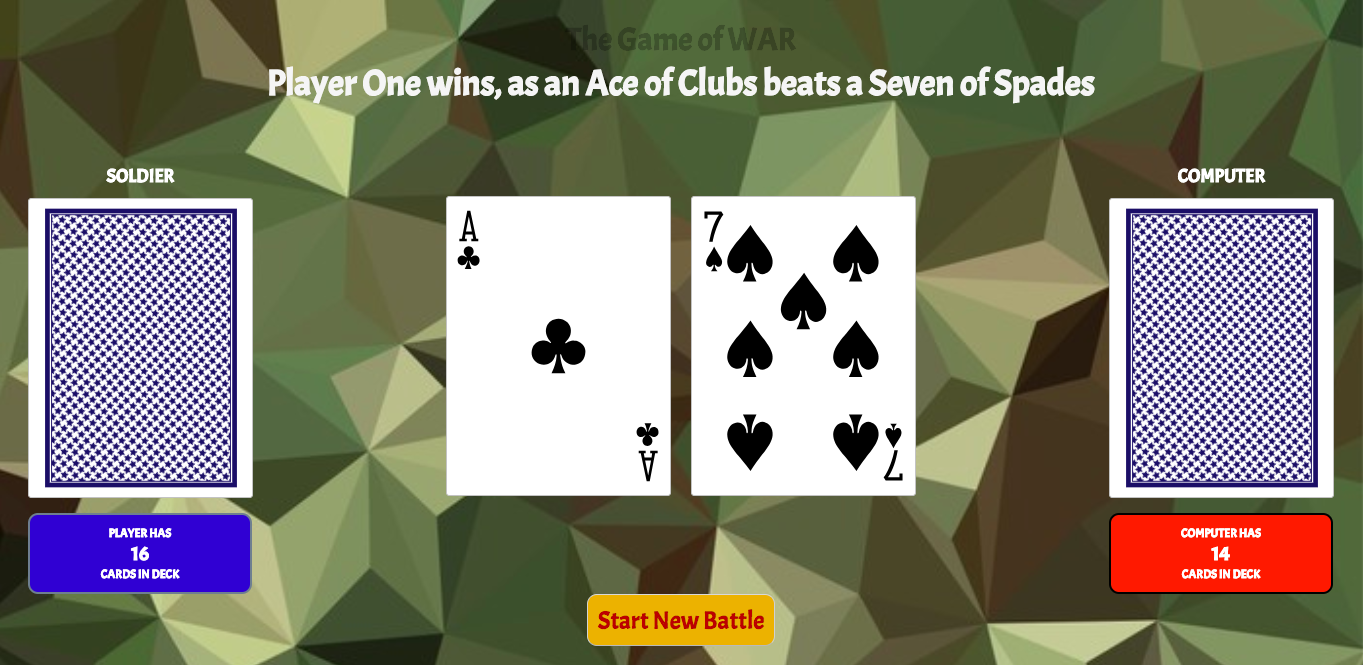 The Game of WAR
Player One wins, as an Ace of Clubs beats a Seven of Spades
SOLDIER
COMPUTER
A
A
7
7
PLAYER HAS
16
CARDS IN DECK
COMPUTER HAS
14
CARDS IN DECK
Start New Battle